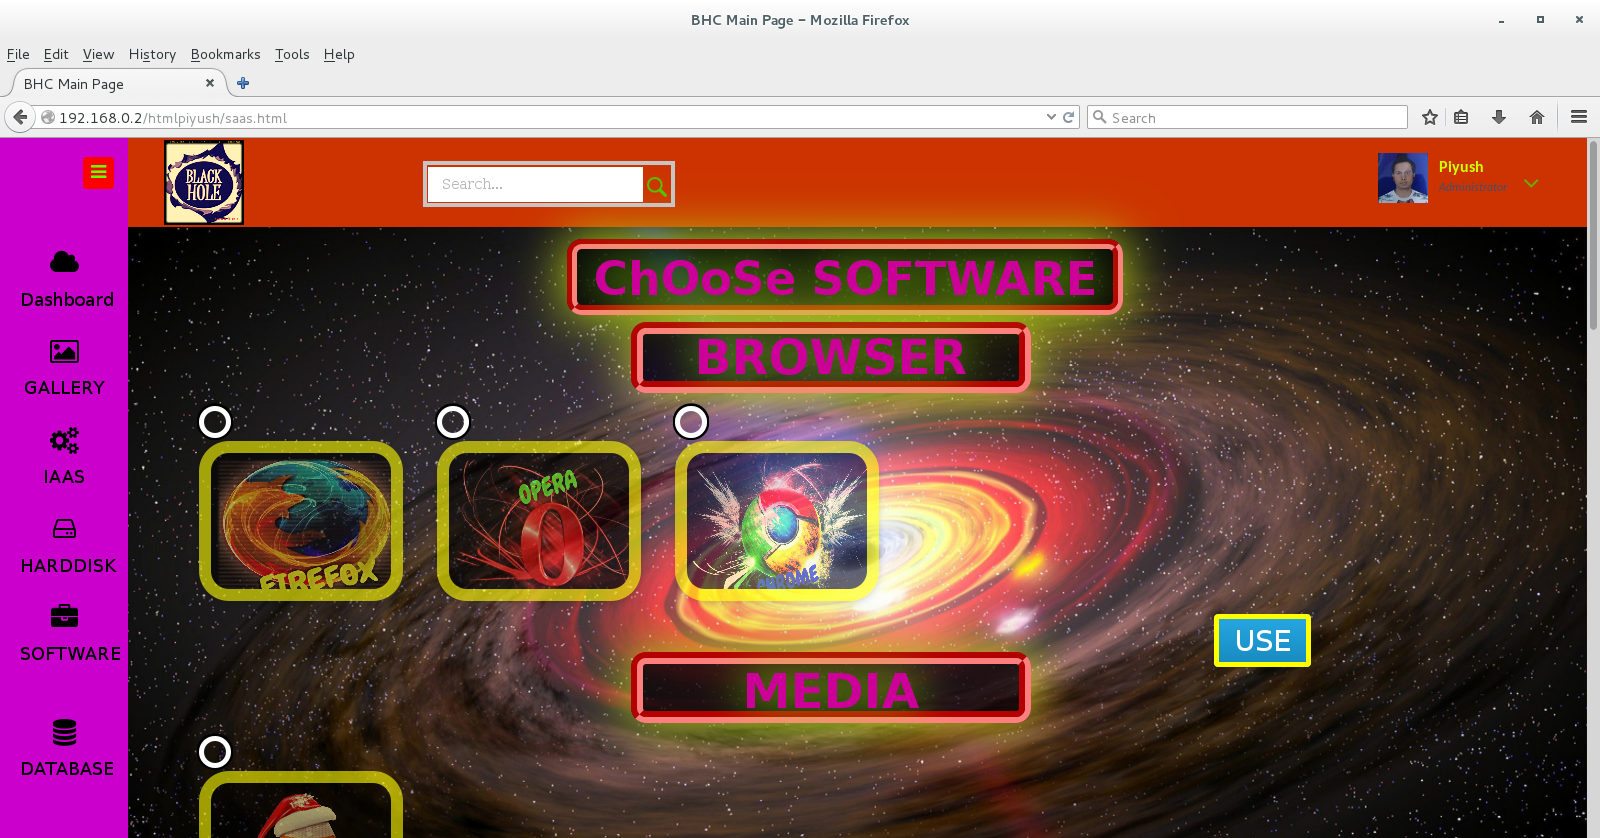 BHC Main Page – Mozilla Firefox
File Edit View History Bookmarks Tools Help
BHC Main Page
192.168.0.2/htmlpiyush/saas.html
Search
BLACK
HOLE
Search...
Piyush
Administrator
Dashboard
GALLERY
IAAS
HARDDISK
SOFTWARE
DATABASE
ChOoSe SOFTWARE
BROWSER
FIREFOX
OPERA
CHROME
USE
MEDIA